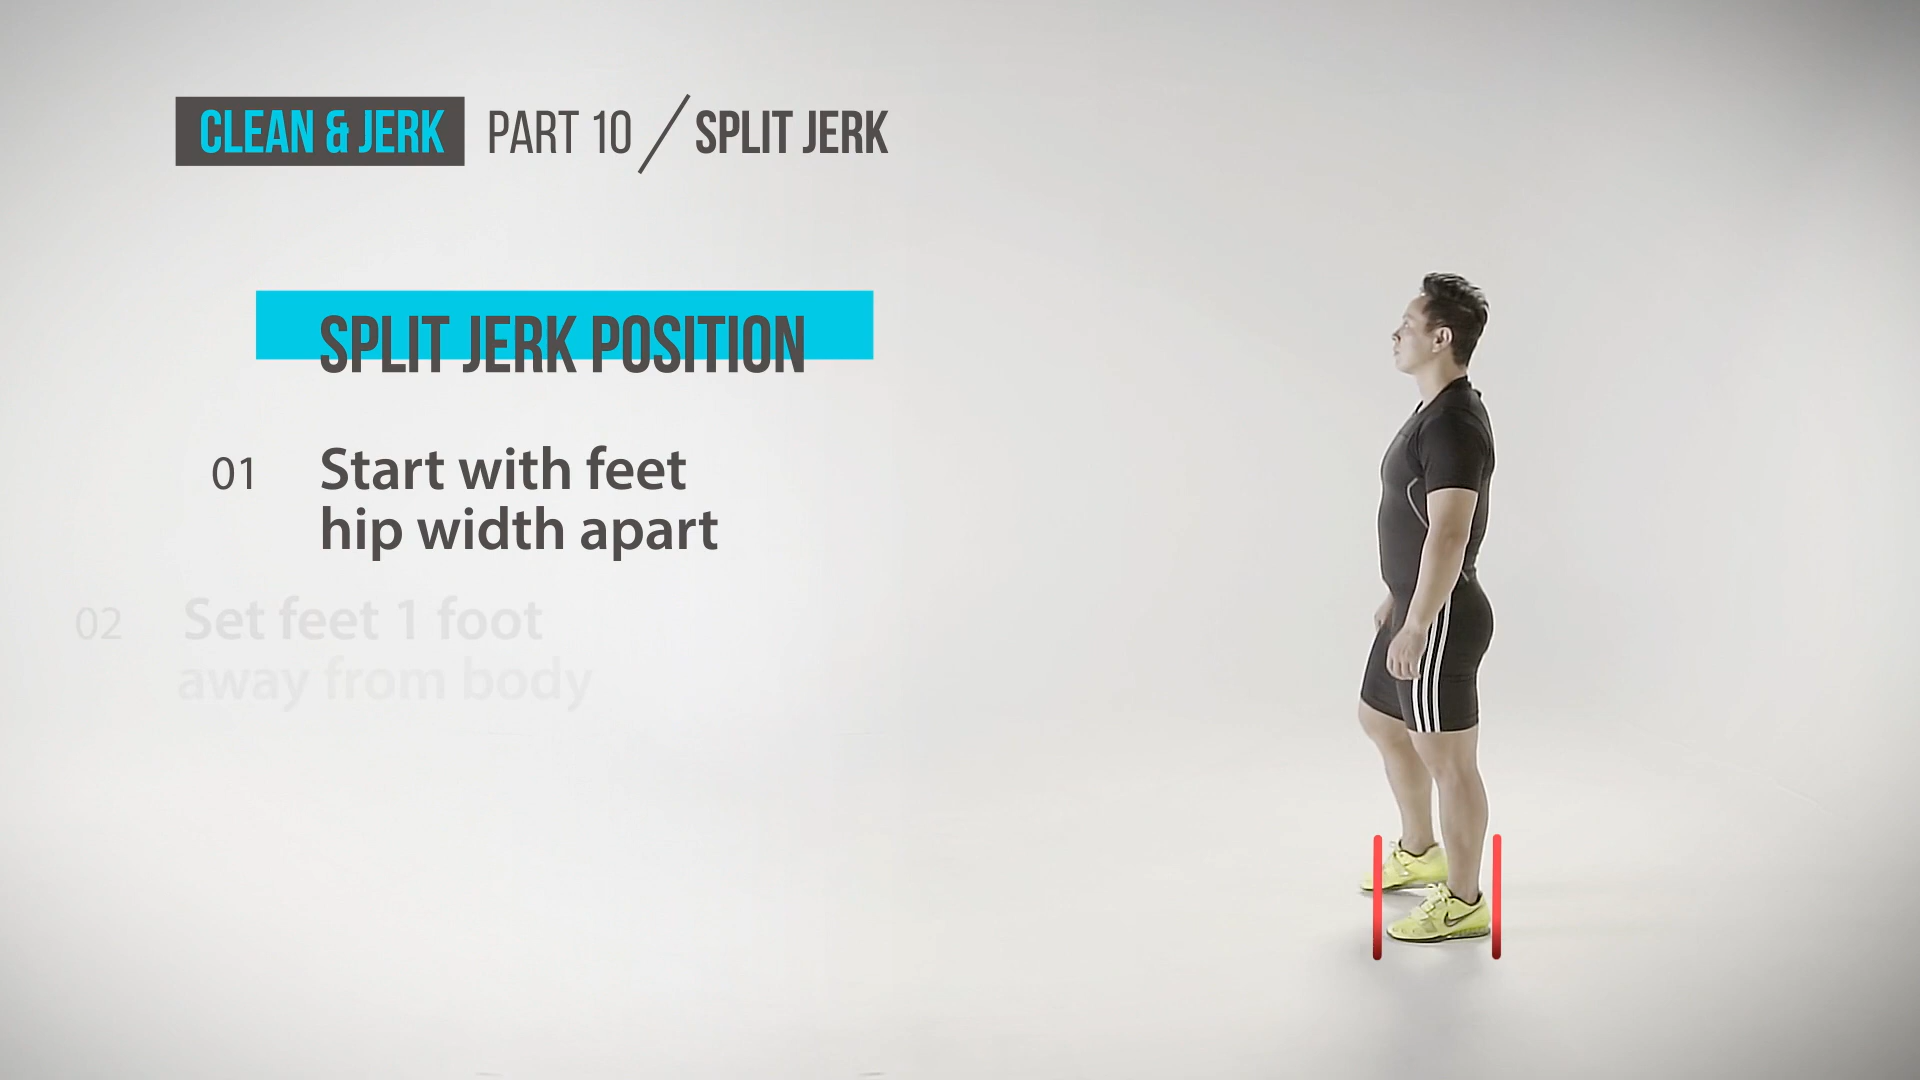 CLEAN & JERK PART 10 / SPLIT JERK
SPLIT JERK POSITION
01 Start with feet
hip width apart
02 Set feet 1 foot
away from body